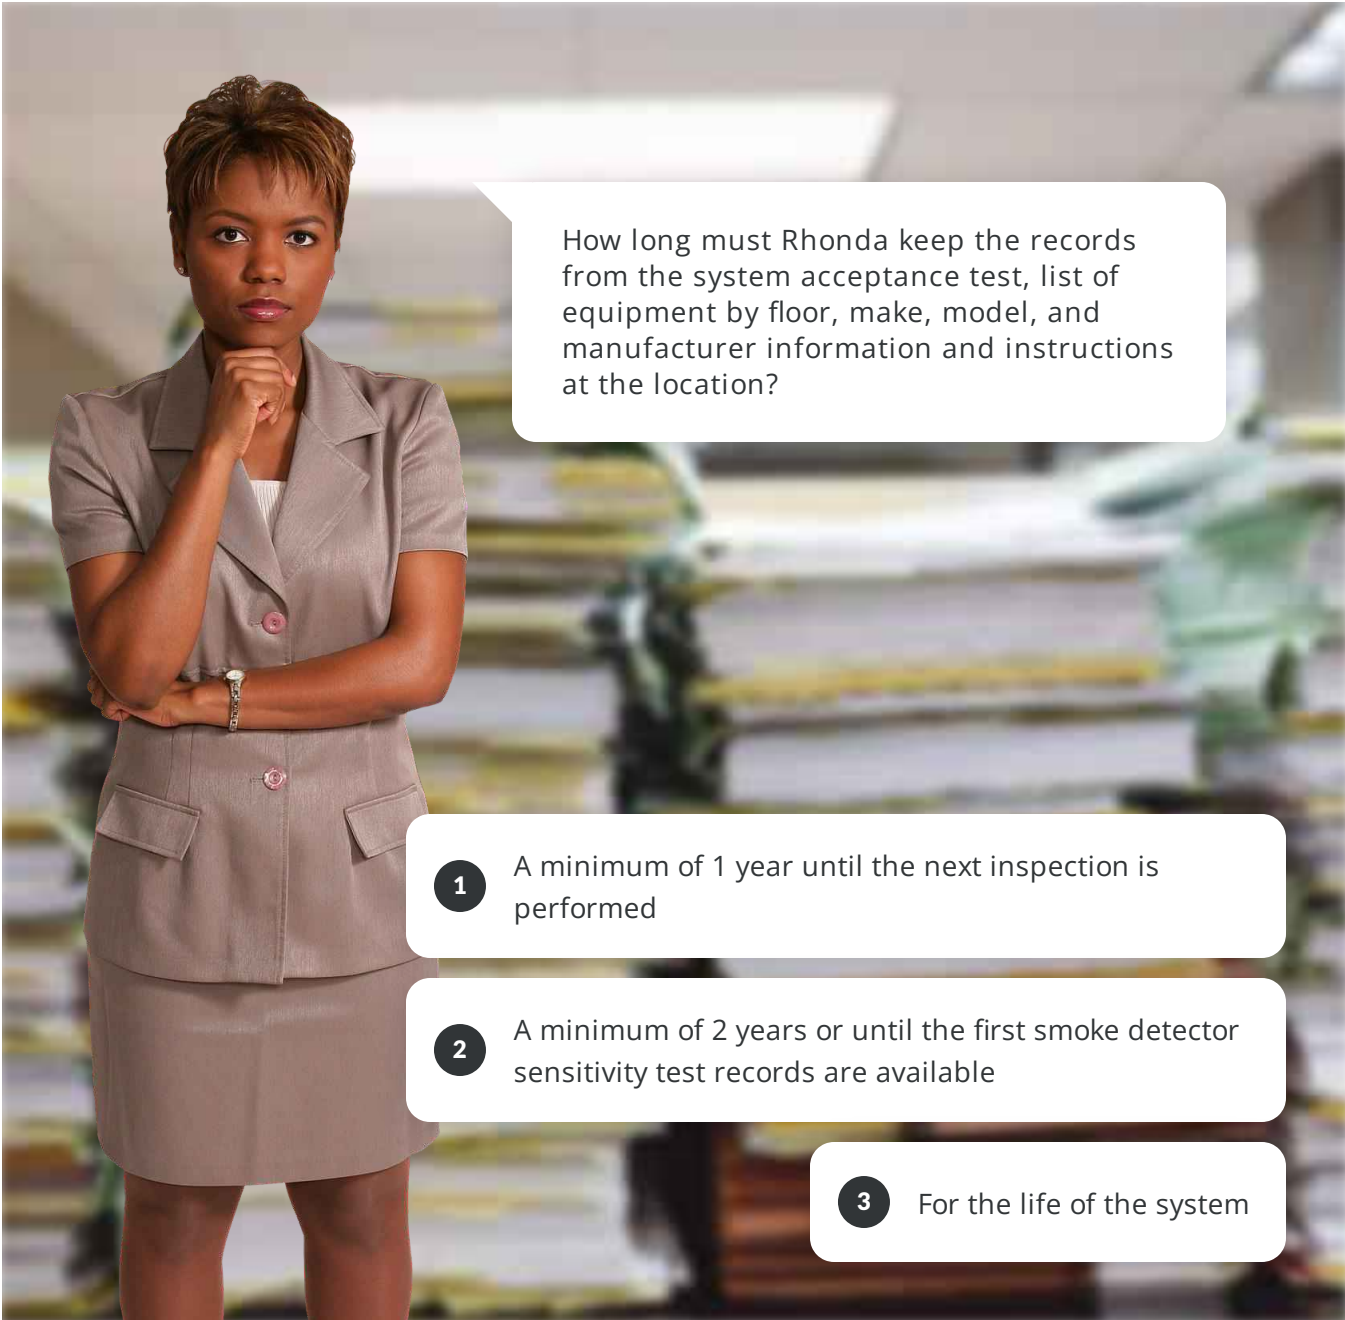 How long must Rhonda keep the records
from the system acceptance test, list of
equipment by floor, make, model, and
manufacturer information and instructions
at the location?
1
A minimum of 1 year until the next inspection is
performed
2
A minimum of 2 years or until the first smoke detector
sensitivity test records are available
3
For the life of the system